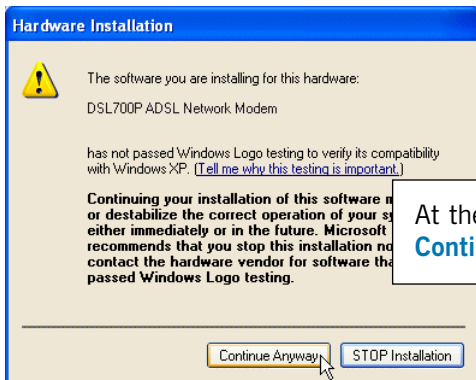 Hardware Installation
The software you are installing for this hardware:
DSL700P ADSL Network Modem
has not passed Windows Logo testing to verify its compatibility
with Windows XP. (Tell me why this testing is important.)
Continuing your installation of this software
or destabilize the correct operation of your
either immediately or in the future. Microsoft
recommends that you stop this installation
contact the hardware vendor for software
passed Windows Logo testing.
At the
Conti
Continue Anyway
STOP Installation